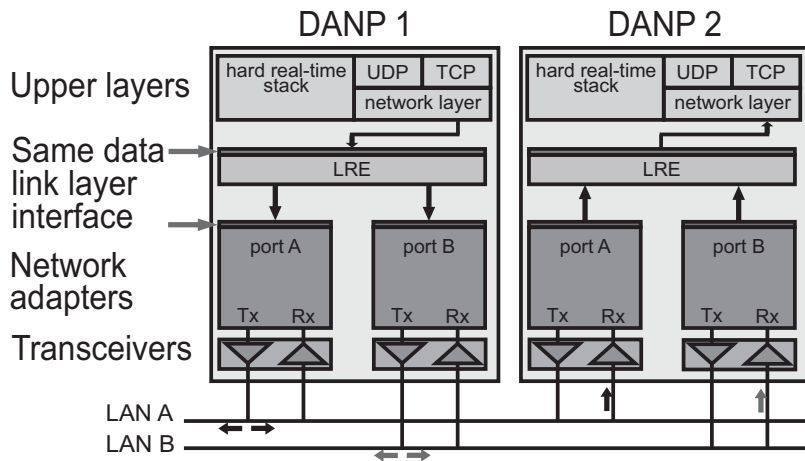 DANP 1
DANP 2
Upper layers
hard real-time
stack
UDP
TCP
network layer
hard real-time
stack
UDP
TCP
network layer
Same data
link layer
interface
LRE
LRE
Network
adapters
port A
port B
port A
port B
Tx
Rx
Tx
Rx
Tx
Rx
Tx
Rx
Transceivers
LAN A
LAN B